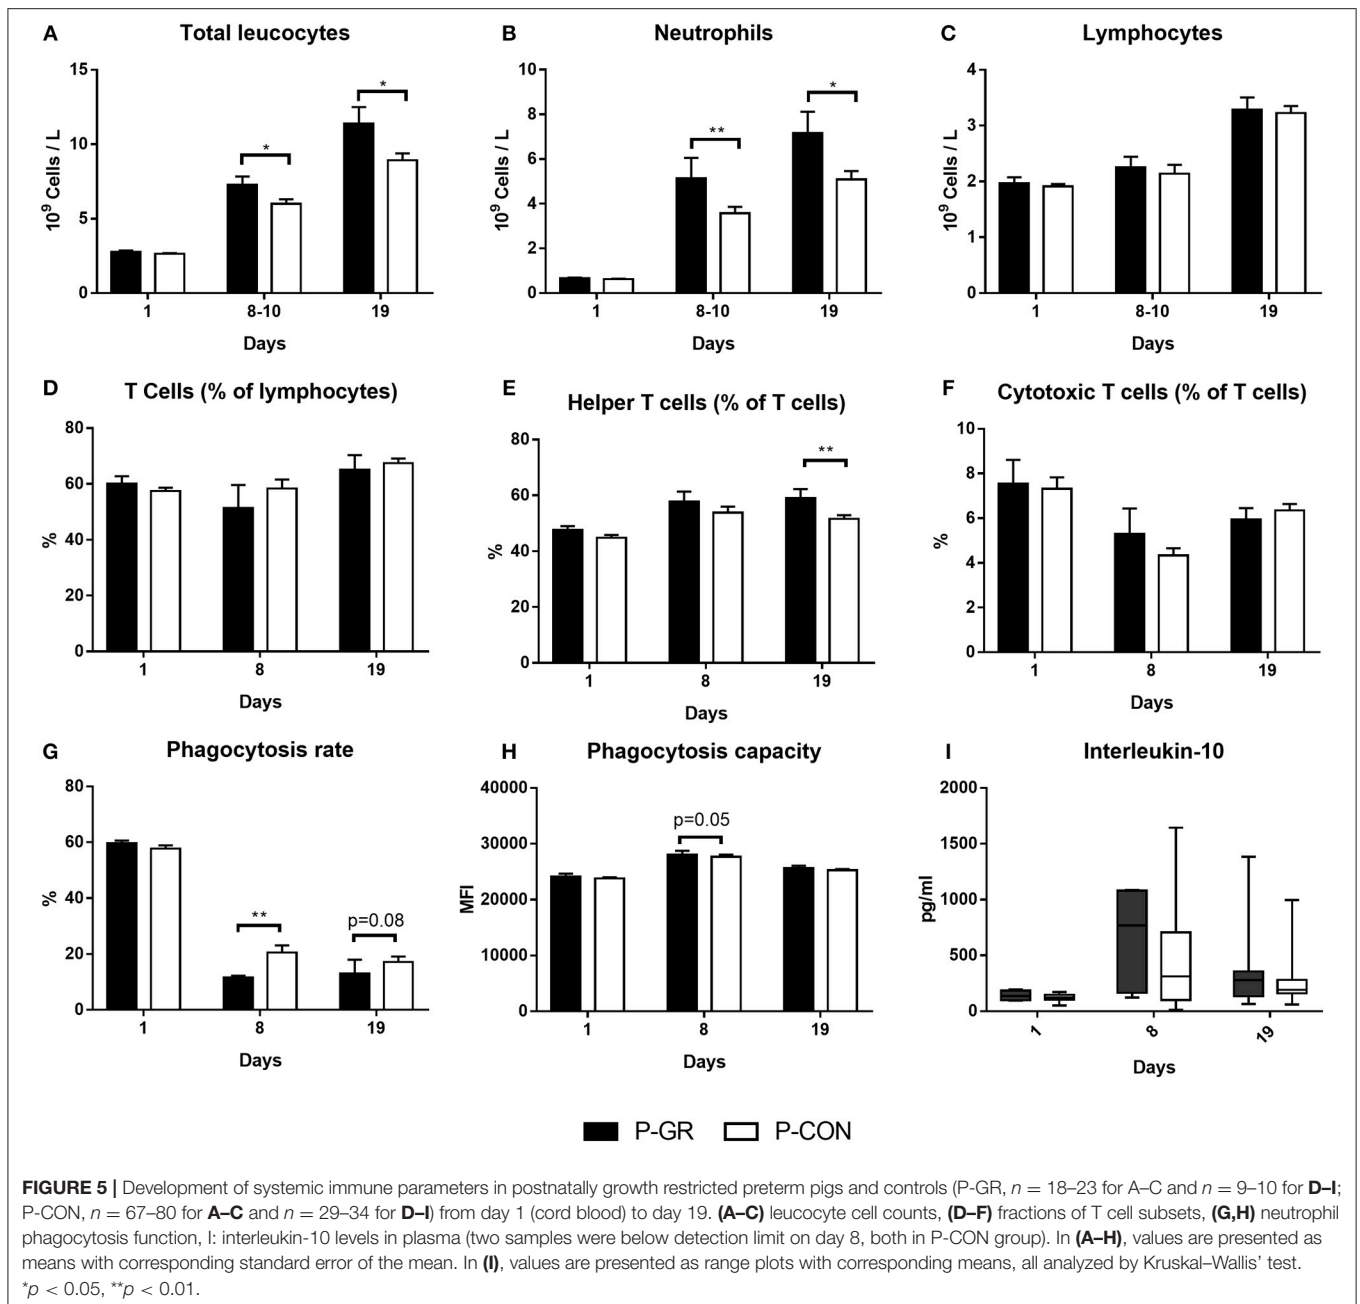 A Total leucocytes
B Neutrophils
C Lymphocytes
15
10
5
0
10⁹ Cells / L
*
*
1 8-10 19
Days
10
8
6
4
2
0
10⁹ Cells / L
**
*
1 8-10 19
Days
4
3
2
1
0
10⁹ Cells / L
1 8-10 19
Days
D T Cells (% of lymphocytes)
E Helper T cells (% of T cells)
F Cytotoxic T cells (% of T cells)
80
60
40
20
0
%
1 8 19
Days
80
60
40
20
0
%
**
1 8 19
Days
10
8
6
4
2
0
%
1 8 19
Days
G Phagocytosis rate
H Phagocytosis capacity
I Interleukin-10
80
60
40
20
0
%
**
p=0.08
1 8 19
Days
40000
30000
20000
10000
0
MFI
p=0.05
1 8 19
Days
2000
1500
1000
500
0
pg/ml
1 8 19
Days
P-GR P-CON
FIGURE 5 | Development of systemic immune parameters in postnatally growth restricted preterm pigs and controls (P-GR, n = 18–23 for A–C and n = 9–10 for D–I;
P-CON, n = 67–80 for A–C and n = 29–34 for D–I) from day 1 (cord blood) to day 19. (A–C) leucocyte cell counts, (D–F) fractions of T cell subsets, (G,H) neutrophil
phagocytosis function, I: interleukin-10 levels in plasma (two samples were below detection limit on day 8, both in P-CON group). In (A–H), values are presented as
means with corresponding standard error of the mean. In (I), values are presented as range plots with corresponding means, all analyzed by Kruskal–Wallis' test.
*p < 0.05, **p < 0.01.